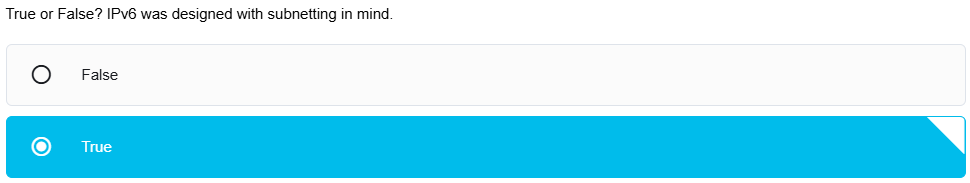 True or False? IPv6 was designed with subnetting in mind.
False
True